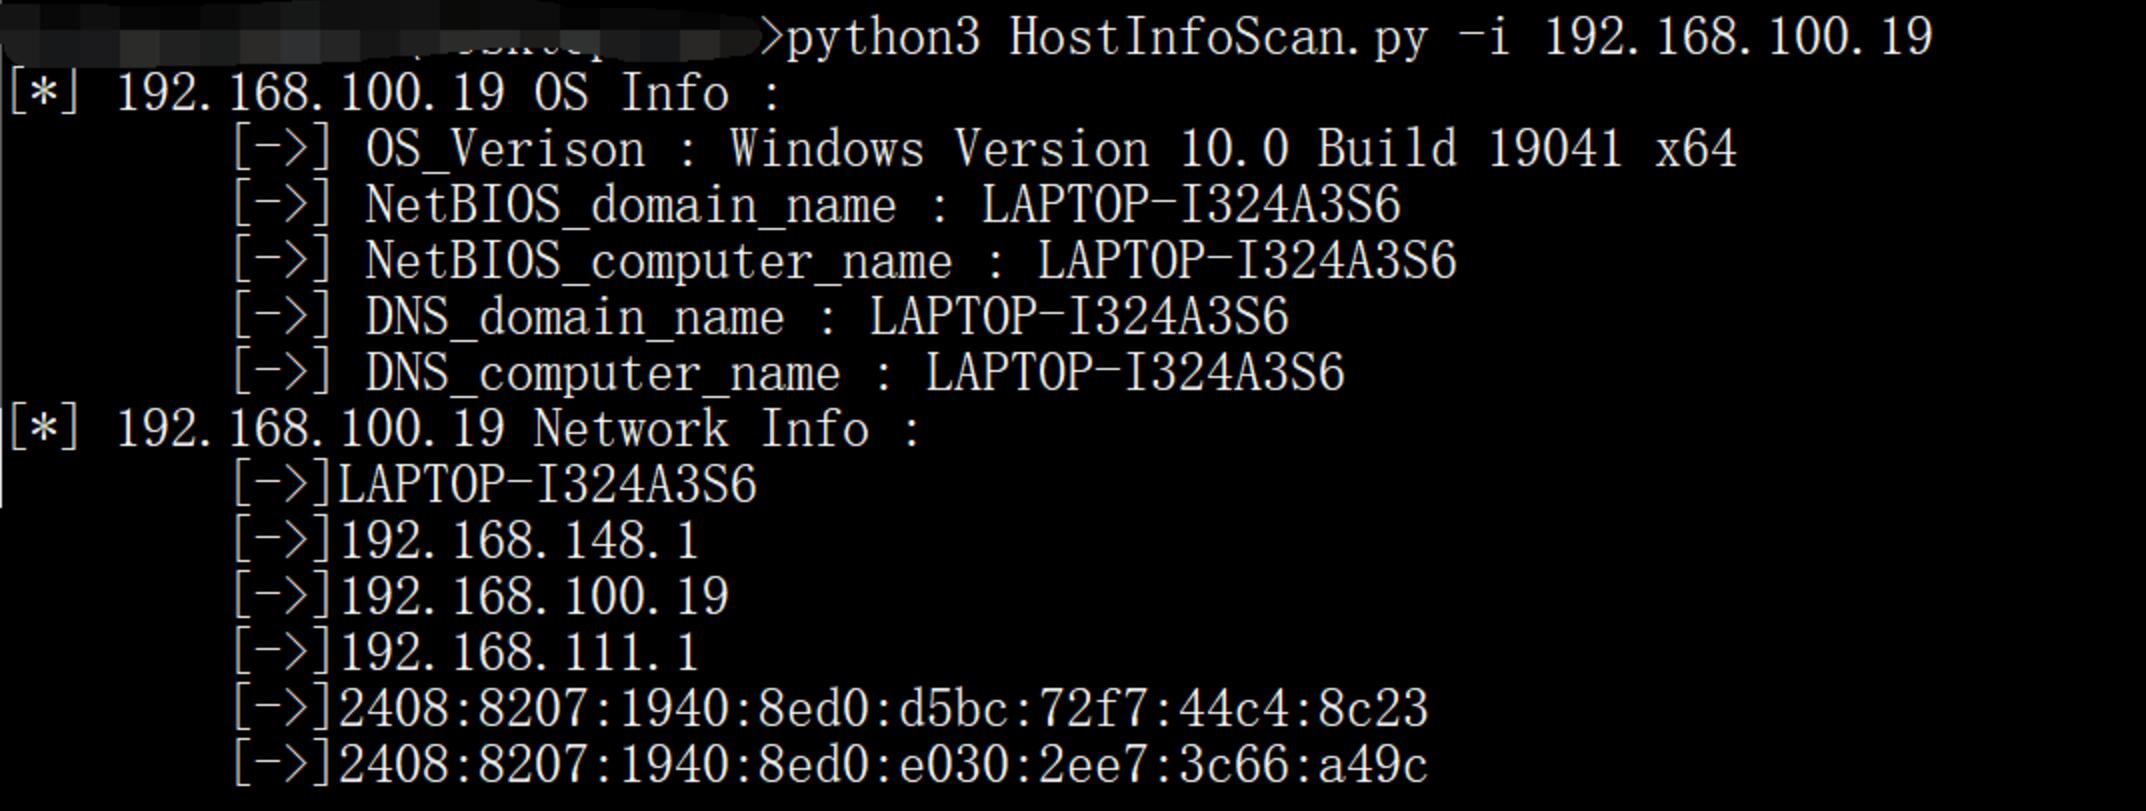 >python3 HostInfoScan.py -i 192.168.100.19
[*] 192.168.100.19 OS Info :
[->] OS_Verison : Windows Version 10.0 Build 19041 x64
[->] NetBIOS_domain_name : LAPTOP-I324A3S6
[->] NetBIOS_computer_name : LAPTOP-I324A3S6
[->] DNS_domain_name : LAPTOP-I324A3S6
[->] DNS_computer_name : LAPTOP-I324A3S6
[*] 192.168.100.19 Network Info :
[->]LAPTOP-I324A3S6
[->]192.168.148.1
[->]192.168.100.19
[->]192.168.111.1
[->]2408:8207:1940:8ed0:d5bc:72f7:44c4:8c23
[->]2408:8207:1940:8ed0:e030:2ee7:3c66:a49c